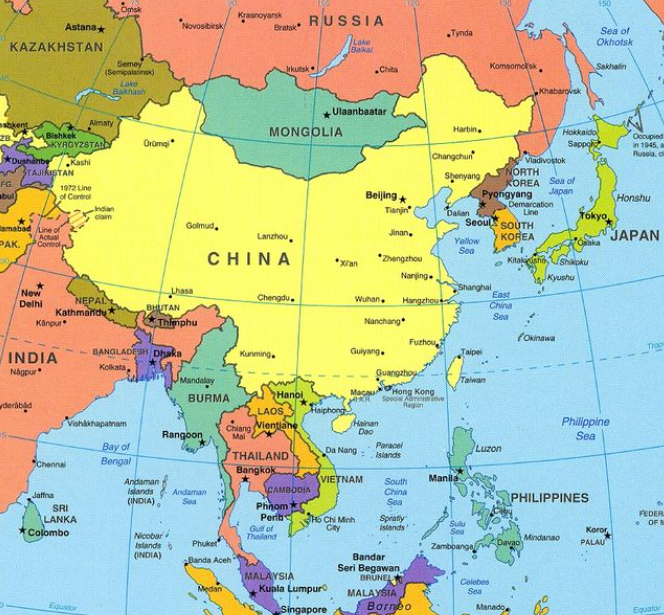 Omsk
Krasnoyarsk
Novosibirsk
Bratsk
RUSSIA
150
Astana
Tynda
Sea of
Okhotsk
KAZAKHSTAN
Lake
Baikal
Semey
(Semipalatinsk)
Irkutsk
Chita
Komsomol'sk
Sakhalin
Lake
Balkhash
Khabarovsk
Ulaanbaatar
MONGOLIA
Almaty
Bishkek
KYRGYZSTAN
Ürümqi
Harbin
Hokkaido
Sapporo
Occupied
in 1945, a
Russia, c
Dushanbe
Kashi
TAJIKISTAN
Changchun
Vladivostok
Shenyang
NORTH
KOREA
Sea of
Japan
1972 Line
of Control
Beijing
Pyongyang
Honshu
Indian
claim
Tianjin
Dalian
Demarcation
Line
Tokyo
Golmud
Lanzhou
Jinan
Seoul
SOUTH
KOREA
JAPAN
Line of
Actual
Control
PAK.
CHINA
Xi'an
Zhengzhou
Yellow
Sea
Osaka
Kitakyushu
Shikoku
Nanjing
Kyushu
New
Delhi
Lhasa
Chengdu
Wuhan
Hangzhou
Shanghai
NEPAL
Kathmandu
BHUTAN
Thimphu
East
China
Sea
Kānpur
Nanchang
Okinawa
INDIA
BANGLADESH
Dhaka
Kunming
Guiyang
Fuzhou
Taipei
Nāgpur
Kolkata
Guangzhou
Taiwan
Mandalay
Macau
S.A.R.
Hong Kong
Special Administrative
Region
BURMA
Hanoi
Haiphong
LAOS
Hainan
Dao
Philippine
Sea
Vishākhapatnam
Rangoon
Chiang
Mai
Vientiane
Bay of
Bengal
Da Nang
Paracel
Islands
Luzon
THAILAND
Chennai
Bangkok
VIETNAM
Manila
Andaman
Islands
(INDIA)
Andaman
Sea
CAMBODIA
South
China
Sea
PHILIPPINES
Jaffna
Phnom
Penh
SRI
LANKA
Ho Chi Minh
City
Spratly
Islands
Cebu
Colombo
Gulf of
Thailand
Sulu
Sea
Mindanao
Koror
PALAU
Nicobar
Islands
(INDIA)
Phuket
Zamboanga
Davao
Banda Aceh
Bandar
Seri Begawan
BRUNEI
MALAYSIA
Celebes
Sea
Medan
Kuala Lumpur
MALAYSIA
Equator
Singapore
Borneo
Manado
Equator